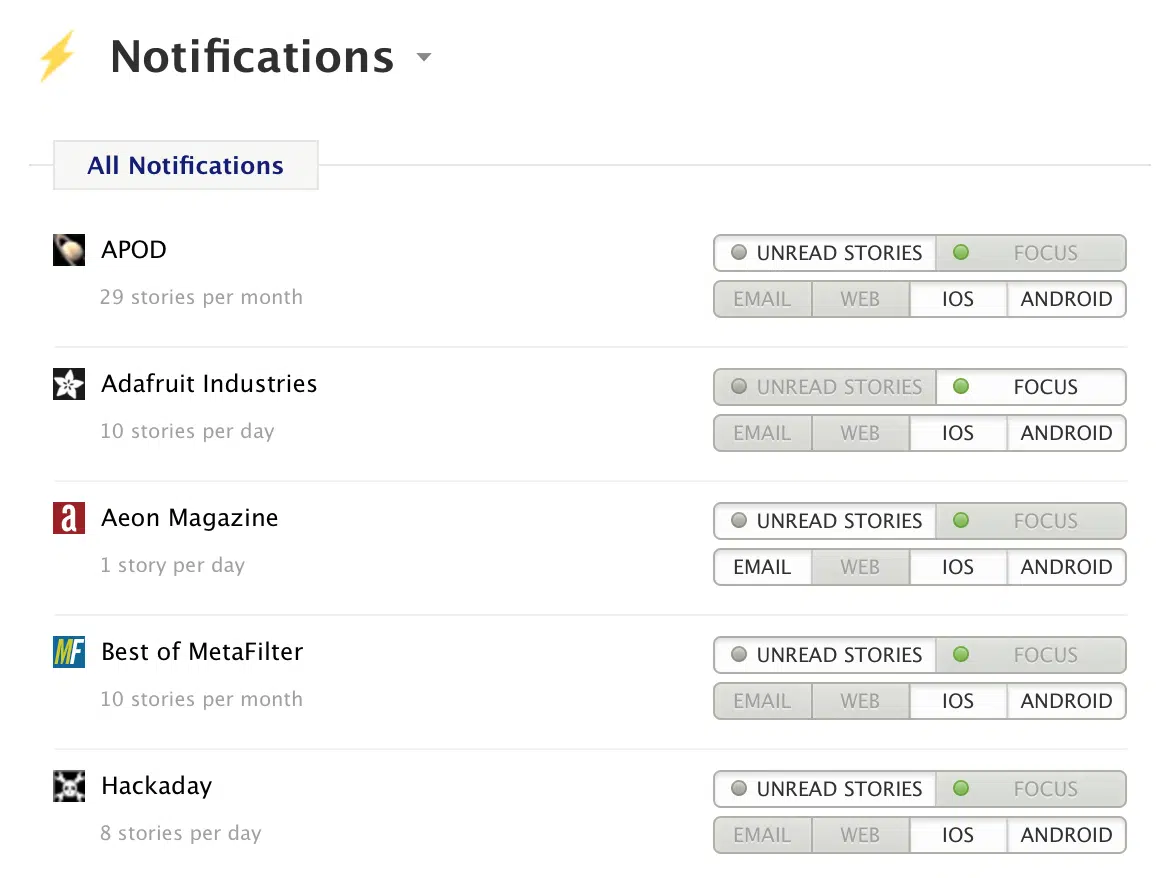 Notifications
All Notifications
APOD
UNREAD STORIES FOCUS
29 stories per month
EMAIL WEB IOS ANDROID
Adafruit Industries
UNREAD STORIES FOCUS
10 stories per day
EMAIL WEB IOS ANDROID
a
Aeon Magazine
UNREAD STORIES FOCUS
1 story per day
EMAIL WEB IOS ANDROID
MF
Best of MetaFilter
UNREAD STORIES FOCUS
10 stories per month
EMAIL WEB IOS ANDROID
Hackaday
UNREAD STORIES FOCUS
8 stories per day
EMAIL WEB IOS ANDROID